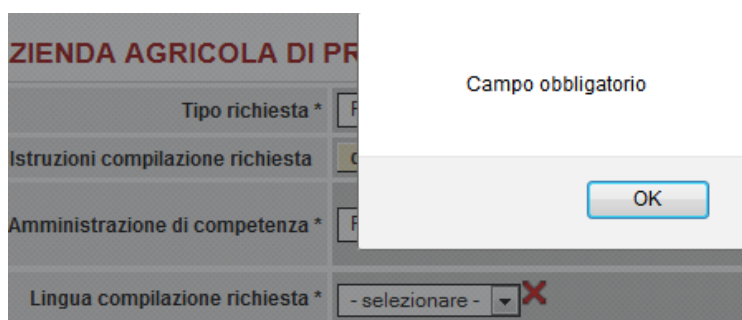 ZIENDA AGRICOLA DI PR
Campo obbligatorio
Tipo richiesta *
Istruzioni compilazione richiesta
OK
Amministrazione di competenza *
Lingua compilazione richiesta * - selezionare -